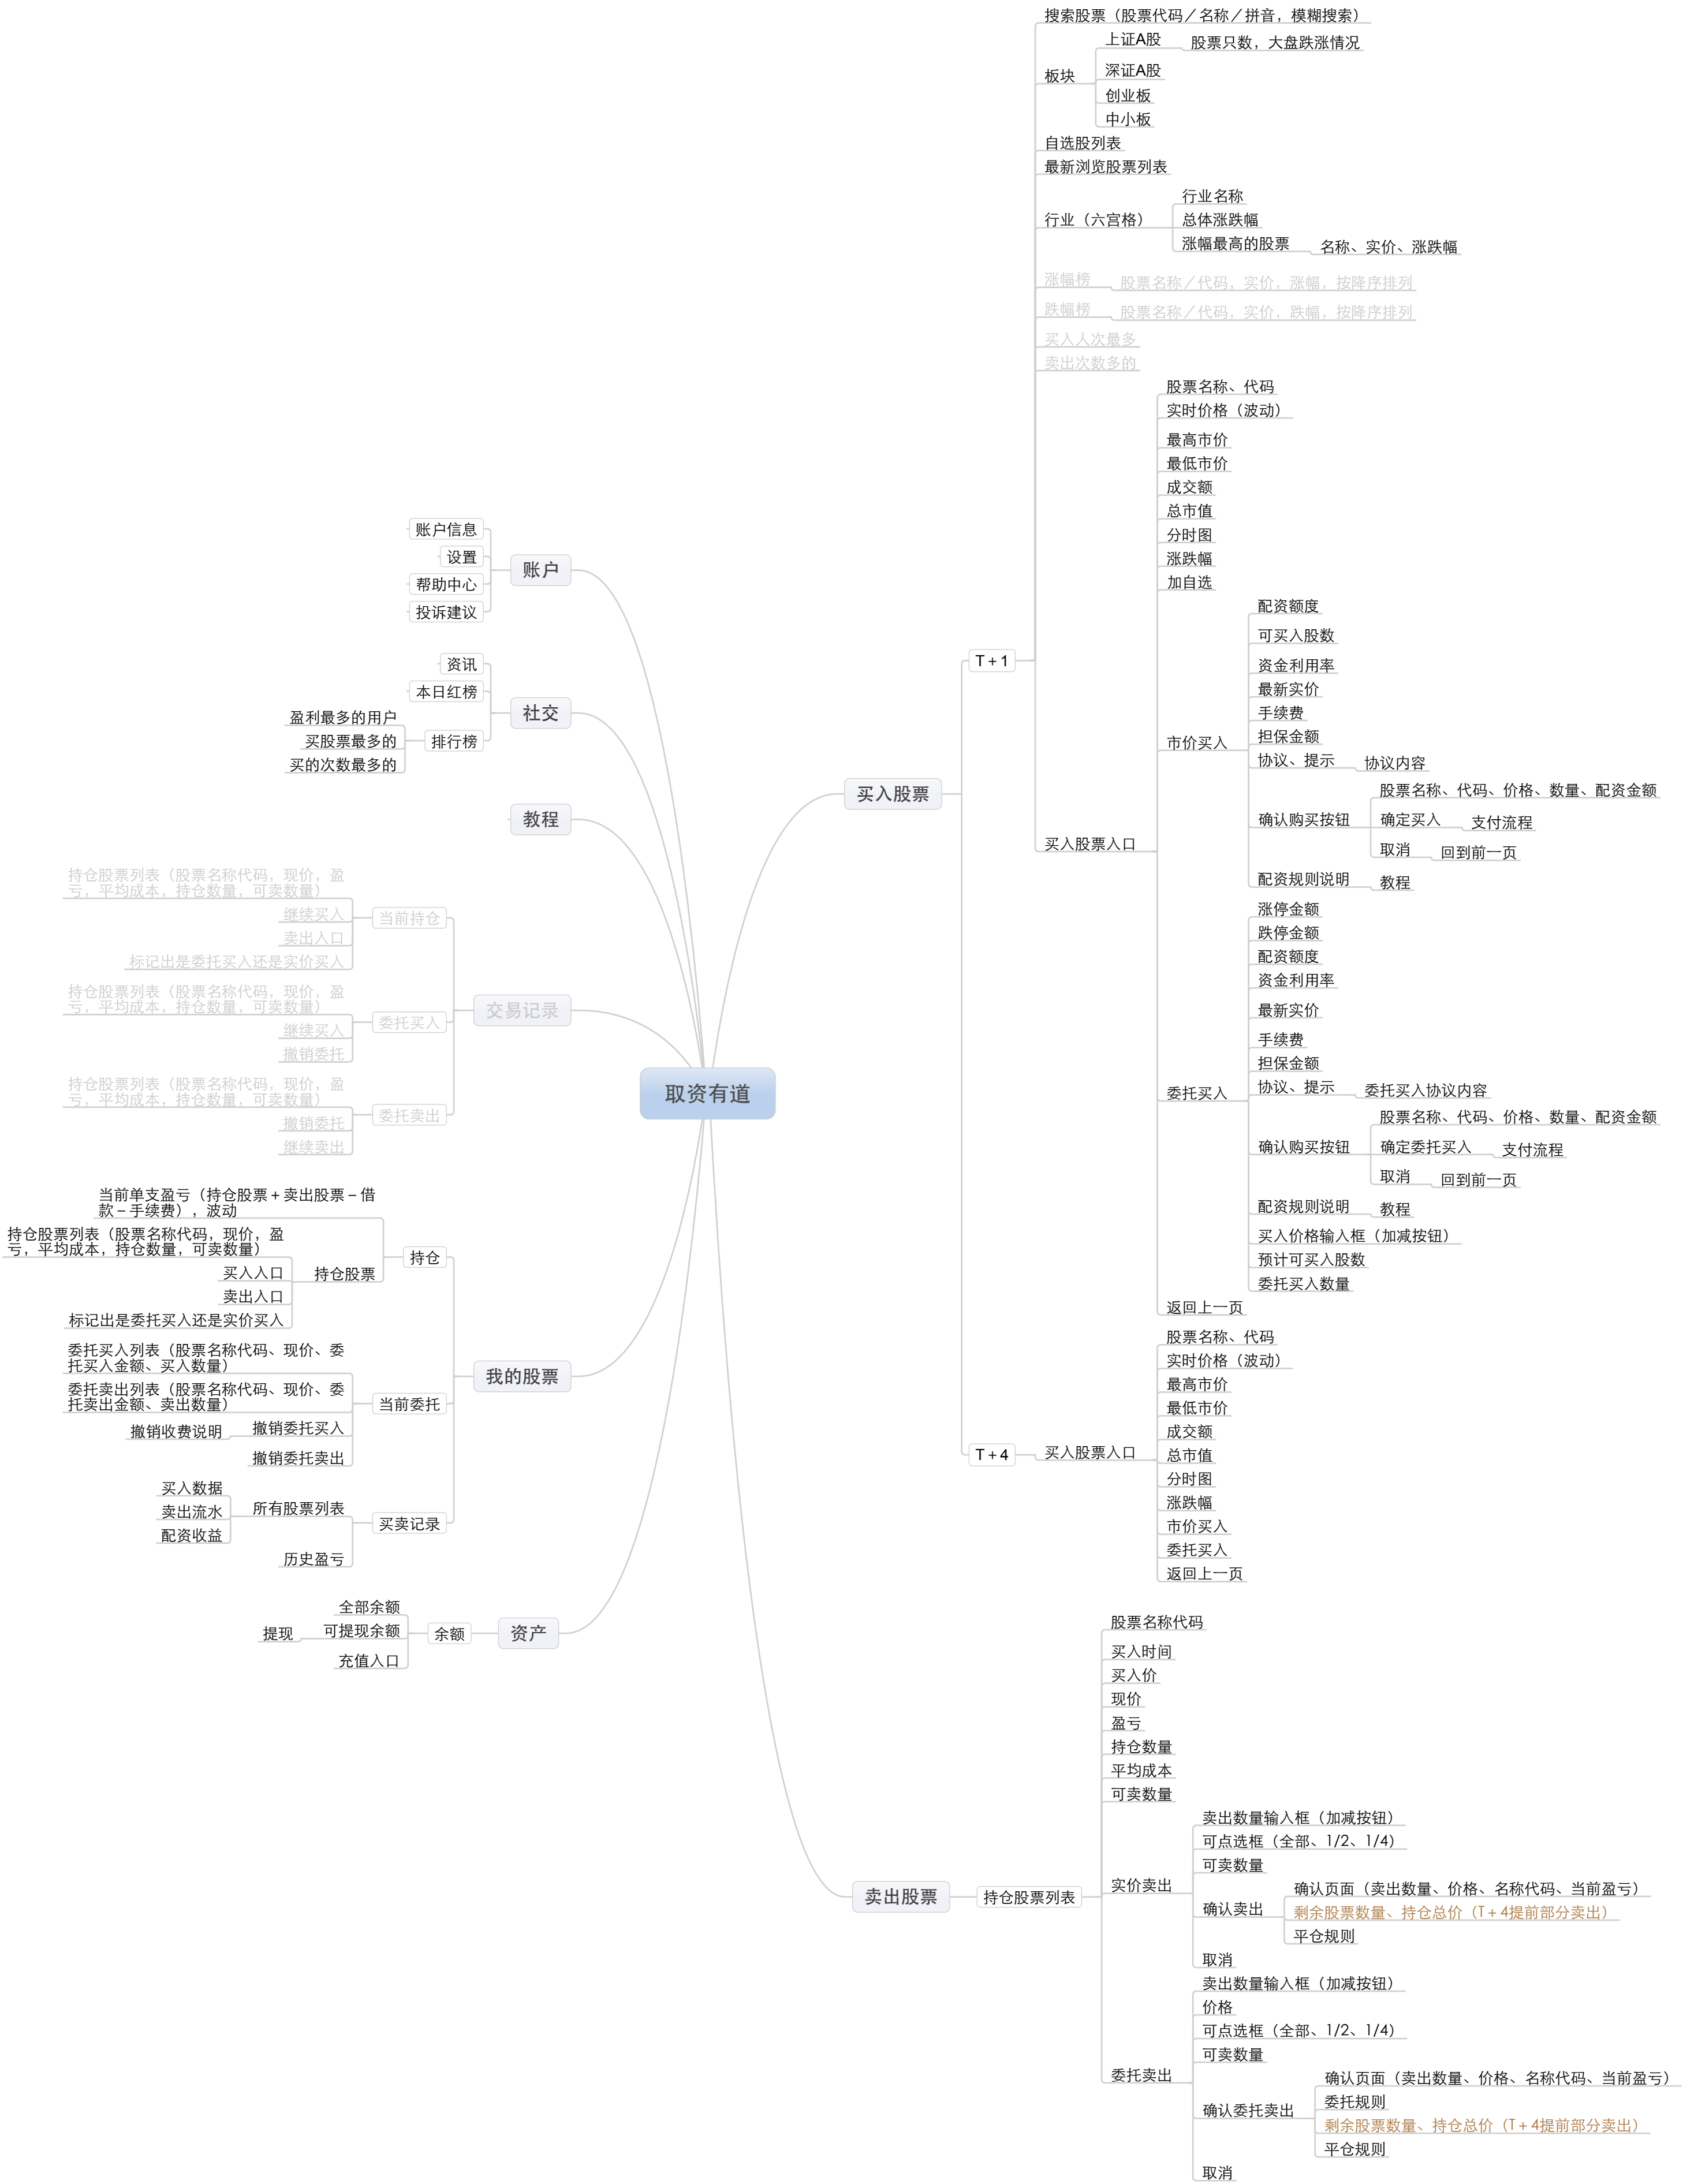 取资有道
买入股票
T+1
搜索股票（股票代码／名称／拼音，模糊搜索）
板块
上证A股
股票只数，大盘跌涨情况
深证A股
创业板
中小板
自选股列表
最新浏览股票列表
行业（六宫格）
行业名称
总体涨跌幅
涨幅最高的股票
名称、实价、涨跌幅
涨幅榜
股票名称／代码，实价，涨幅，按降序排列
跌幅榜
股票名称／代码，实价，跌幅，按降序排列
买入人次最多
卖出次数多的
买入股票入口
股票名称、代码
实时价格（波动）
最高市价
最低市价
成交额
总市值
分时图
涨跌幅
加自选
市价买入
配资额度
可买入股数
资金利用率
最新实价
手续费
担保金额
协议、提示
协议内容
确认购买按钮
股票名称、代码、价格、数量、配资金额
确定买入
支付流程
取消
回到前一页
配资规则说明
教程
委托买入
涨停金额
跌停金额
配资额度
资金利用率
最新实价
手续费
担保金额
协议、提示
委托买入协议内容
确认购买按钮
股票名称、代码、价格、数量、配资金额
确定委托买入
支付流程
取消
回到前一页
配资规则说明
教程
买入价格输入框（加减按钮）
预计可买入股数
委托买入数量
返回上一页
T+4
买入股票入口
股票名称、代码
实时价格（波动）
最高市价
最低市价
成交额
总市值
分时图
涨跌幅
市价买入
委托买入
返回上一页
卖出股票
持仓股票列表
股票名称代码
买入时间
买入价
现价
盈亏
持仓数量
平均成本
可卖数量
实价卖出
卖出数量输入框（加减按钮）
可点选框（全部、1/2、1/4）
可卖数量
确认卖出
确认页面（卖出数量、价格、名称代码、当前盈亏）
剩余股票数量、持仓总价（T+4提前部分卖出）
平仓规则
取消
委托卖出
卖出数量输入框（加减按钮）
价格
可点选框（全部、1/2、1/4）
可卖数量
确认委托卖出
确认页面（卖出数量、价格、名称代码、当前盈亏）
委托规则
剩余股票数量、持仓总价（T+4提前部分卖出）
平仓规则
取消
账户
账户信息
设置
帮助中心
投诉建议
社交
资讯
本日红榜
排行榜
盈利最多的用户
买股票最多的
买的次数最多的
教程
交易记录
当前持仓
持仓股票列表（股票名称代码，现价，盈
亏，平均成本，持仓数量，可卖数量）
继续买入
卖出入口
标记出是委托买入还是实价买入
委托买入
持仓股票列表（股票名称代码，现价，盈
亏，平均成本，持仓数量，可卖数量）
继续买入
撤销委托
委托卖出
持仓股票列表（股票名称代码，现价，盈
亏，平均成本，持仓数量，可卖数量）
撤销委托
继续卖出
我的股票
持仓
当前单支盈亏（持仓股票+卖出股票－借
款－手续费），波动
持仓股票
持仓股票列表（股票名称代码，现价，盈
亏，平均成本，持仓数量，可卖数量）
买入入口
卖出入口
标记出是委托买入还是实价买入
当前委托
委托买入列表（股票名称代码、现价、委
托买入金额、买入数量）
委托卖出列表（股票名称代码、现价、委
托卖出金额、卖出数量）
撤销委托买入
撤销收费说明
撤销委托卖出
买卖记录
所有股票列表
买入数据
卖出流水
配资收益
历史盈亏
资产
余额
全部余额
可提现余额
提现
充值入口